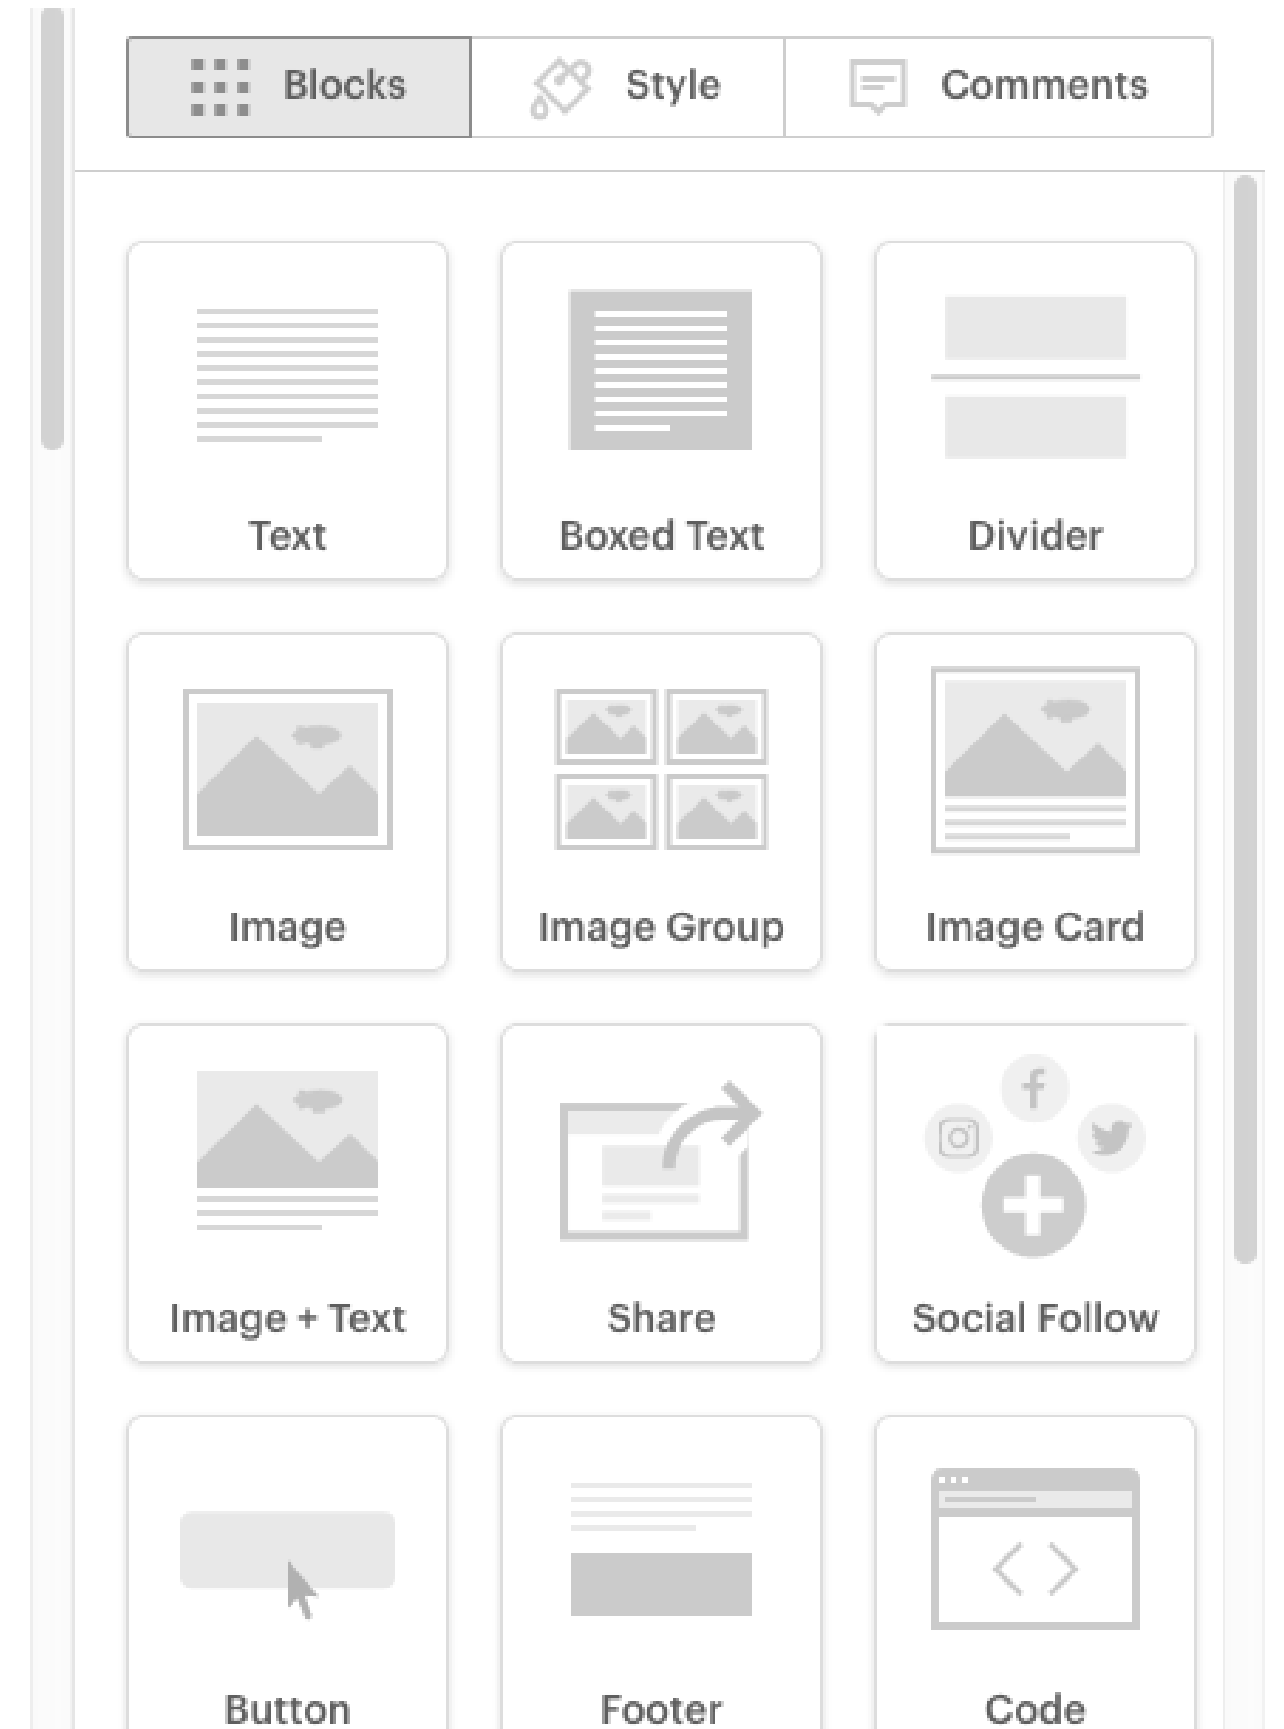 Blocks Style Comments
Text Boxed Text Divider
Image Image Group Image Card
Image + Text Share Social Follow
Button Footer Code